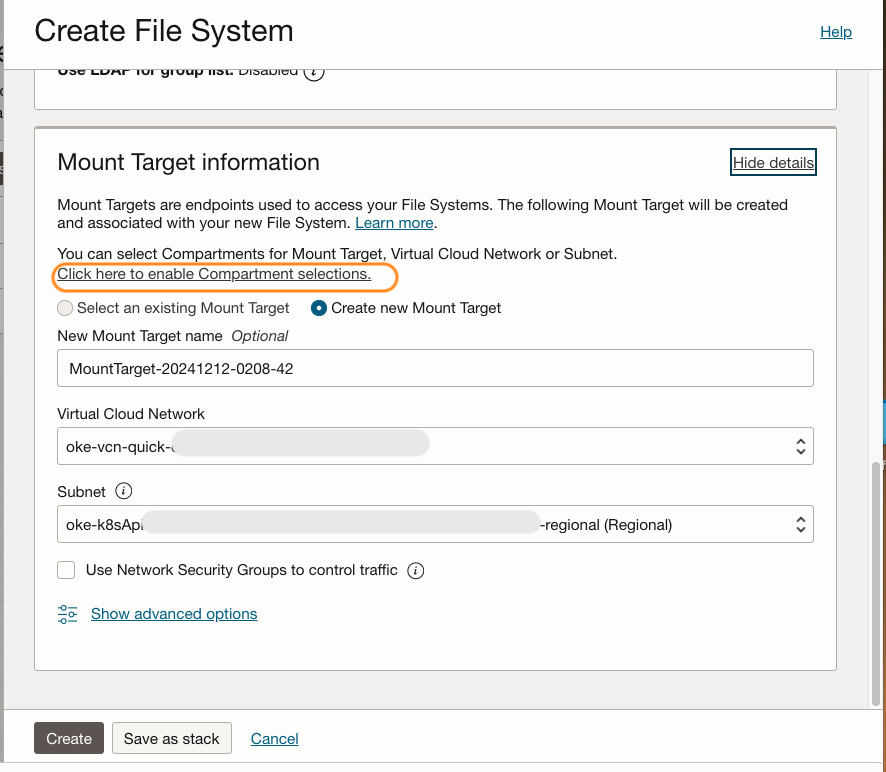 Create File System
Help
Use LDAP for group list: Disabled
Mount Target information
Hide details
Mount Targets are endpoints used to access your File Systems. The following Mount Target will be created
and associated with your new File System. Learn more.
You can select Compartments for Mount Target, Virtual Cloud Network or Subnet.
Click here to enable Compartment selections.
Select an existing Mount Target
Create new Mount Target
New Mount Target name Optional
MountTarget-20241212-0208-42
Virtual Cloud Network
oke-vcn-quick-
Subnet
oke-k8sApi -regional (Regional)
Use Network Security Groups to control traffic
Show advanced options
Create
Save as stack
Cancel